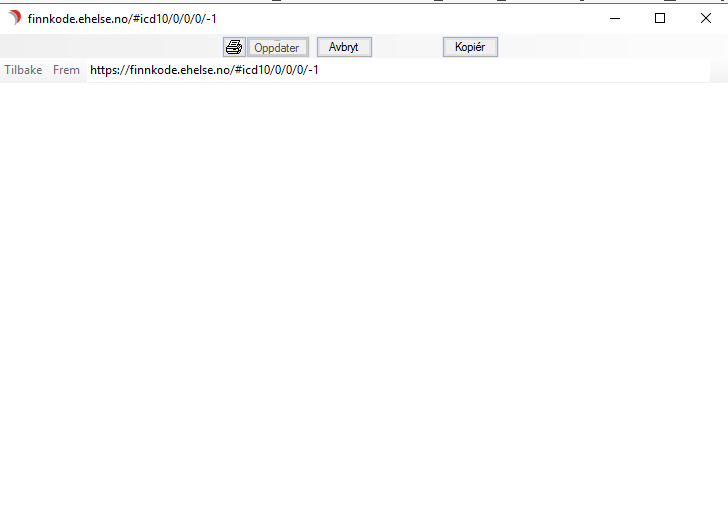 finnkode.ehelse.no/#icd10/0/0/0/-1
Oppdater Avbryt Kopiér
Tilbake Frem https://finnkode.ehelse.no/#icd10/0/0/0/-1